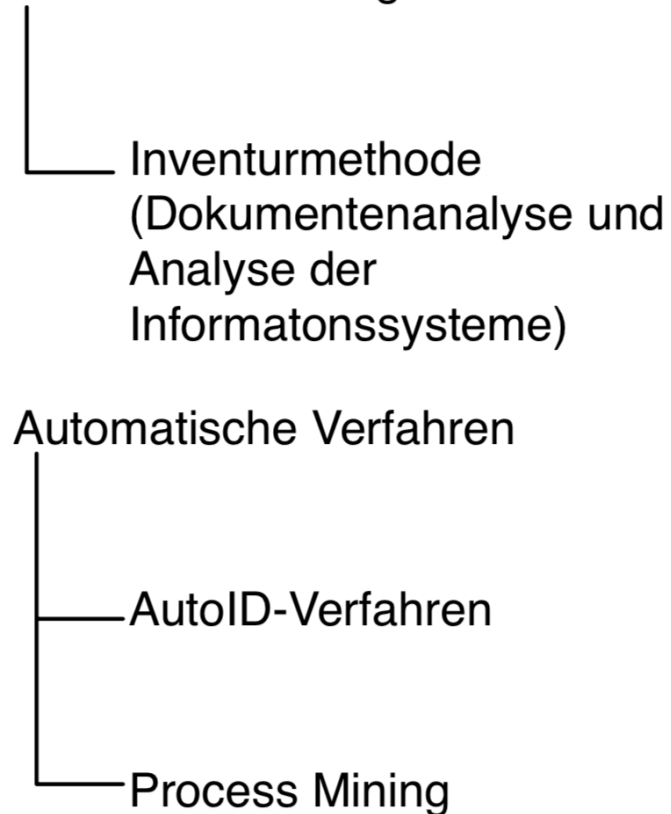 Inventurmethode
(Dokumentenanalyse und
Analyse der
Informatonssysteme)
Automatische Verfahren
AutoID-Verfahren
Process Mining